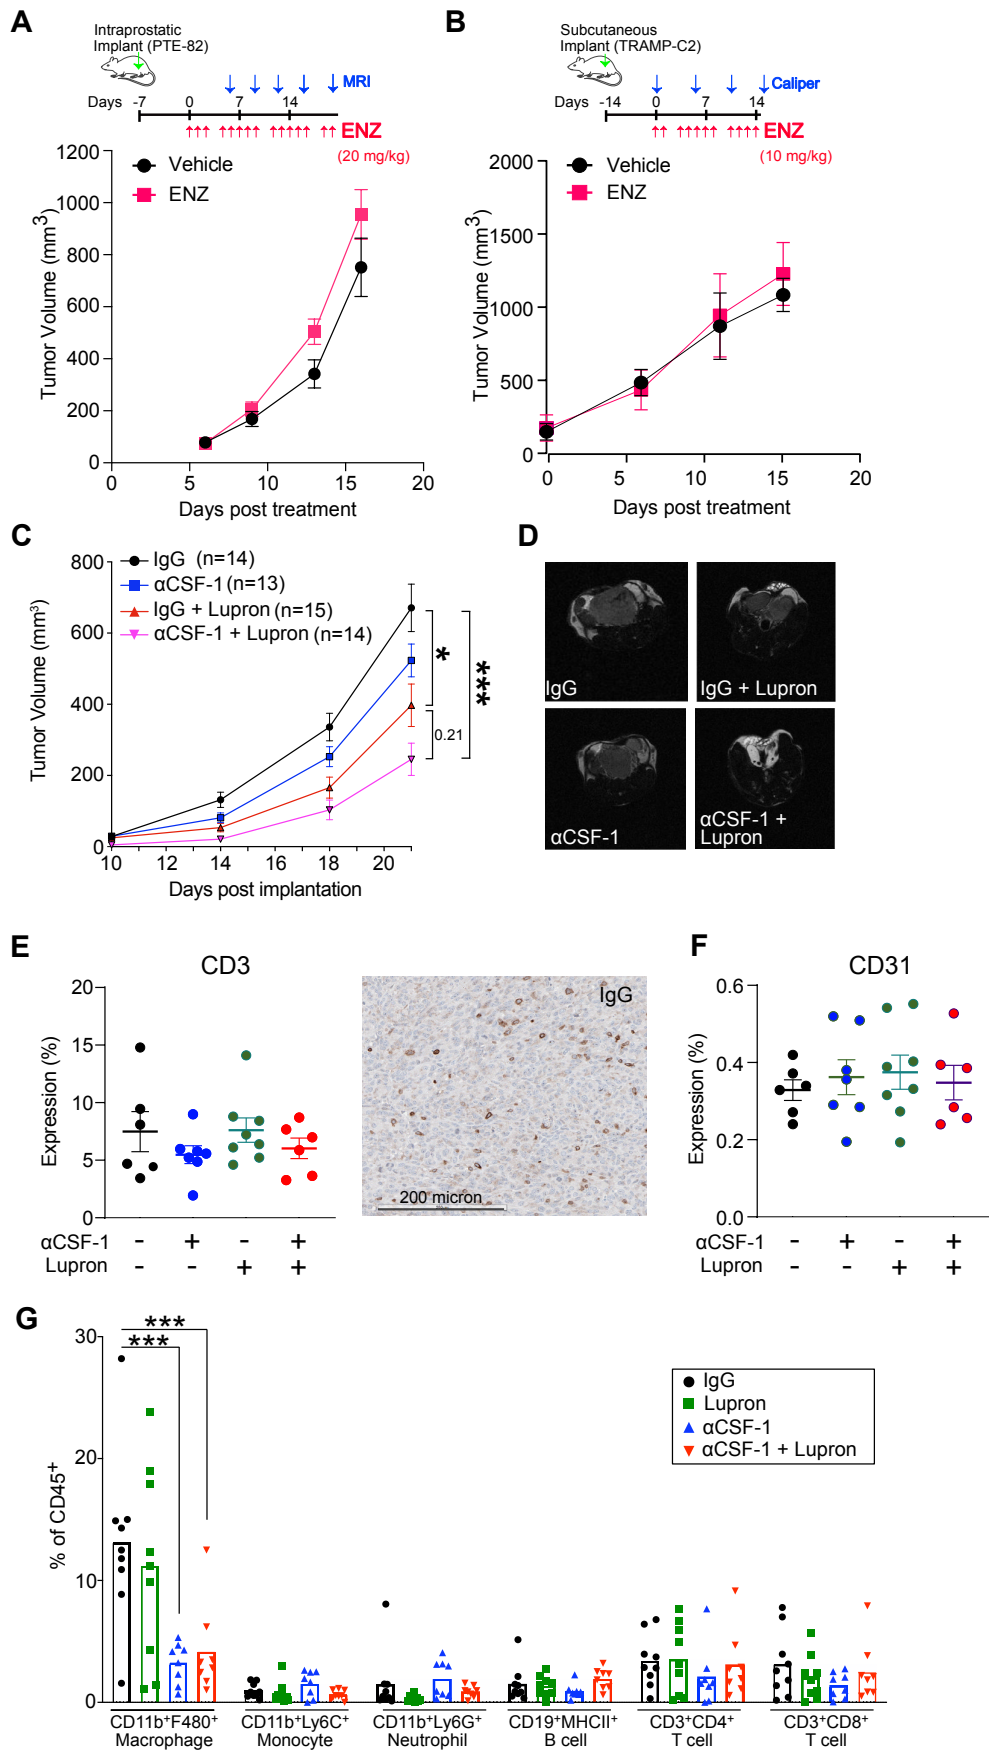 A
Intraprostatic
Implant (PTE-82)
MRI
Days -7 0 7 14
ENZ
(20 mg/kg)
1200
1000
800
600
400
200
0
Tumor Volume (mm3)
Vehicle
ENZ
0 5 10 15 20
Days post treatment
B
Subcutaneous
Implant (TRAMP-C2)
Caliper
Days -14 0 7 14
ENZ
(10 mg/kg)
2000
1500
1000
500
0
Tumor Volume (mm3)
Vehicle
ENZ
0 5 10 15 20
Days post treatment
C
800
600
400
200
0
Tumor Volume (mm3)
IgG (n=14)
αCSF-1 (n=13)
IgG + Lupron (n=15)
αCSF-1 + Lupron (n=14)
*
***
0.21
10 12 14 16 18 20
Days post implantation
D
IgG
IgG + Lupron
αCSF-1
αCSF-1 +
Lupron
E
CD3
20
15
10
5
0
Expression (%)
αCSF-1 - + - +
Lupron - - + +
IgG
200 micron
F
CD31
0.6
0.4
0.2
0.0
Expression (%)
αCSF-1 - + - +
Lupron - - + +
G
30
20
10
0
% of CD45+
***
***
IgG
Lupron
αCSF-1
αCSF-1 + Lupron
CD11b+F480+
Macrophage
CD11b+Ly6C+
Monocyte
CD11b+Ly6G+
Neutrophil
CD19+MHCII+
B cell
CD3+CD4+
T cell
CD3+CD8+
T cell